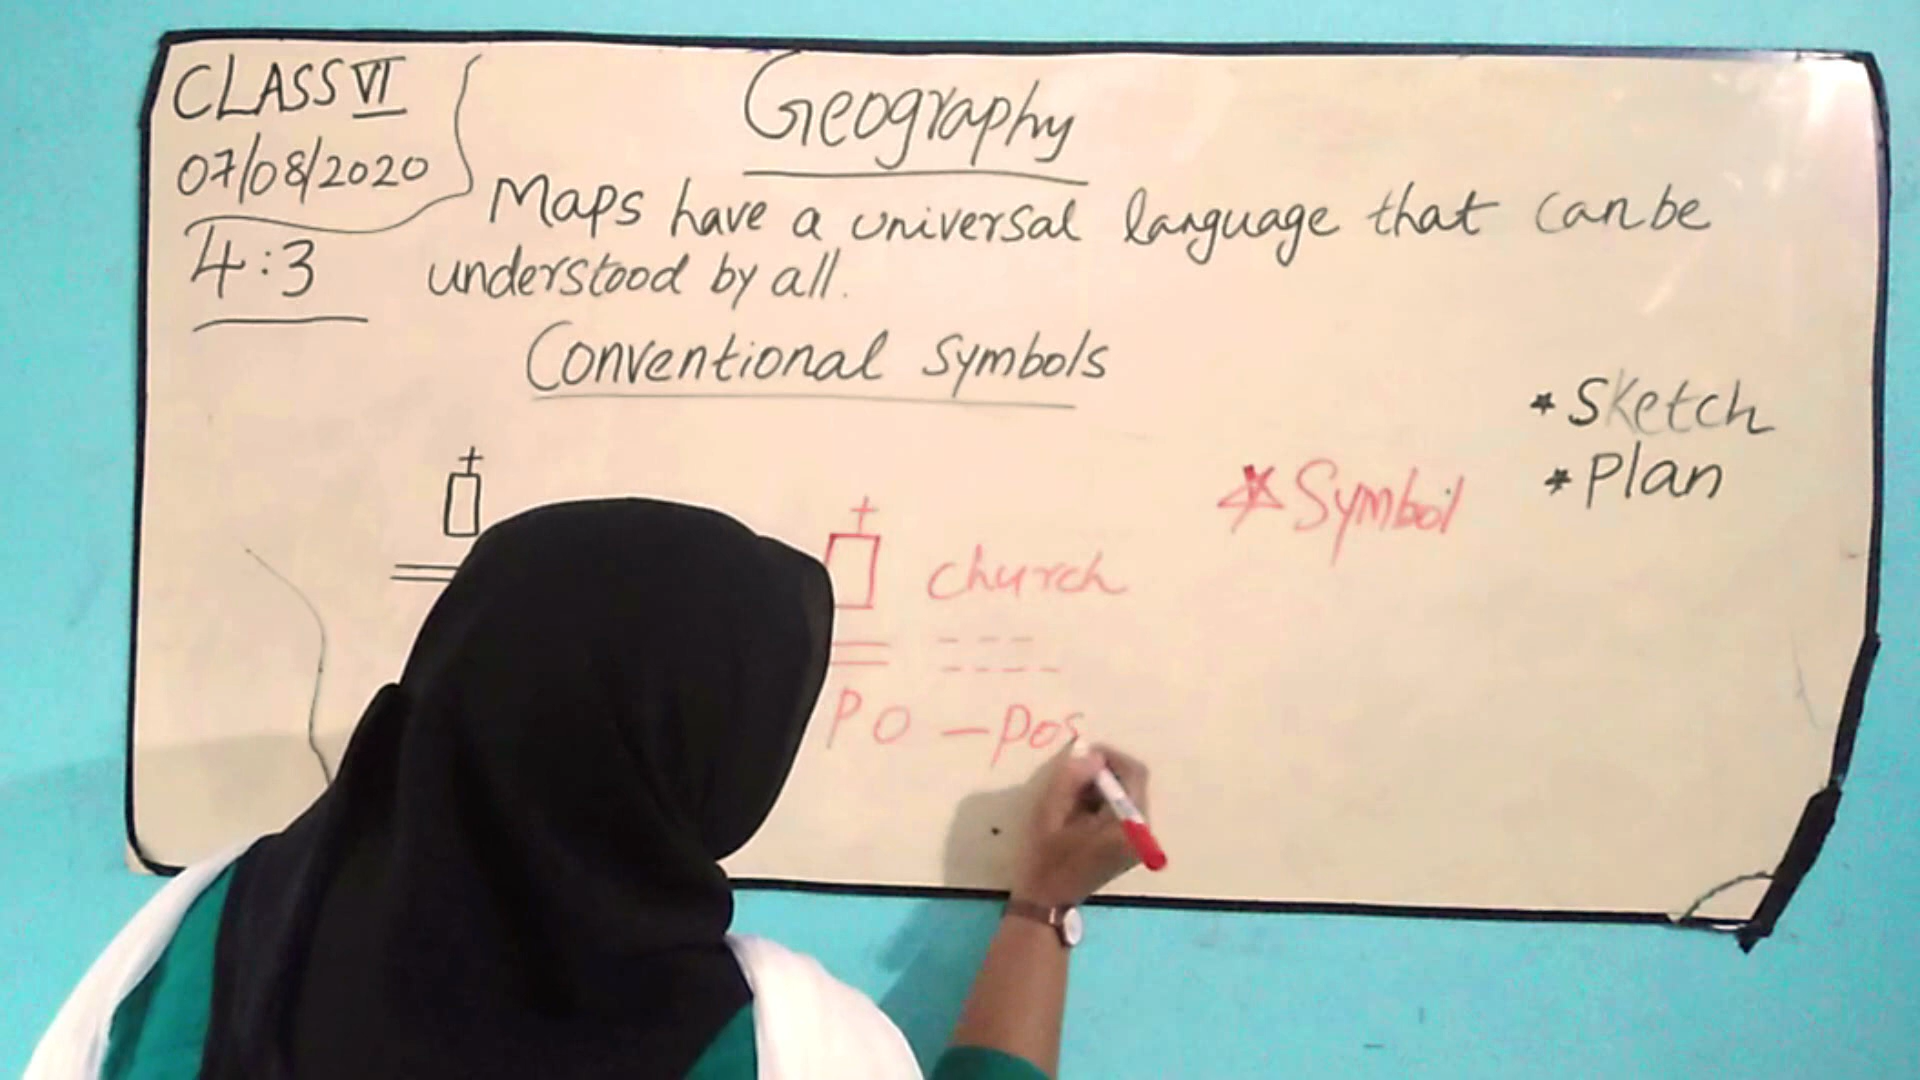 CLASS VI
07/08/2020
4:3
Geography
Maps have a universal language that can be
understood by all.
Conventional Symbols
* Sketch
* Plan
* Symbol
church
PO - Pos